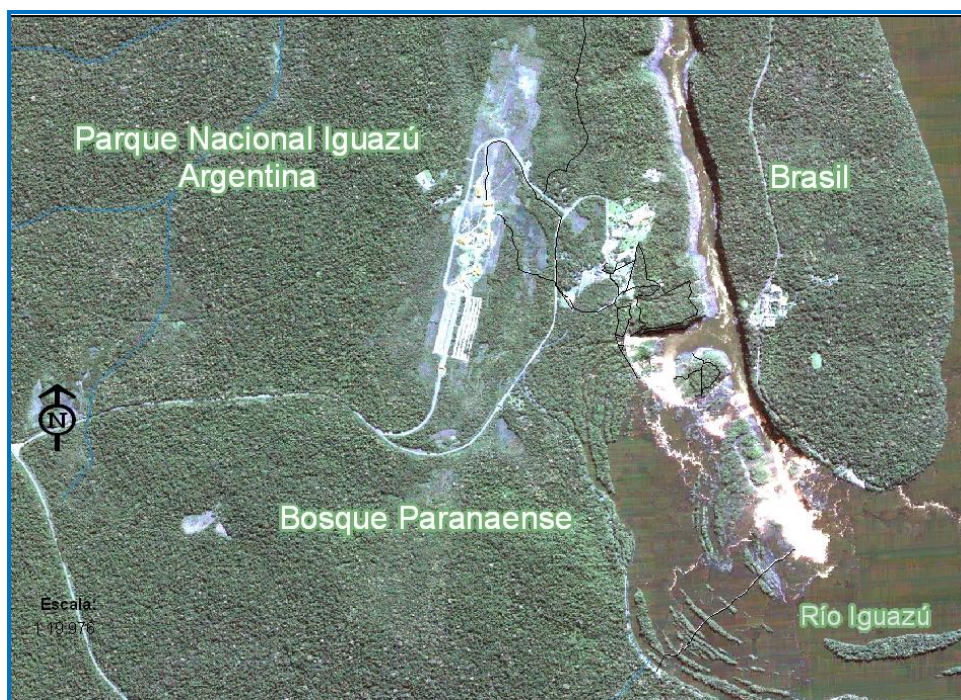 Parque Nacional Iguazú
Argentina
Brasil
N
Bosque Paranaense
Escala:
Río Iguazú